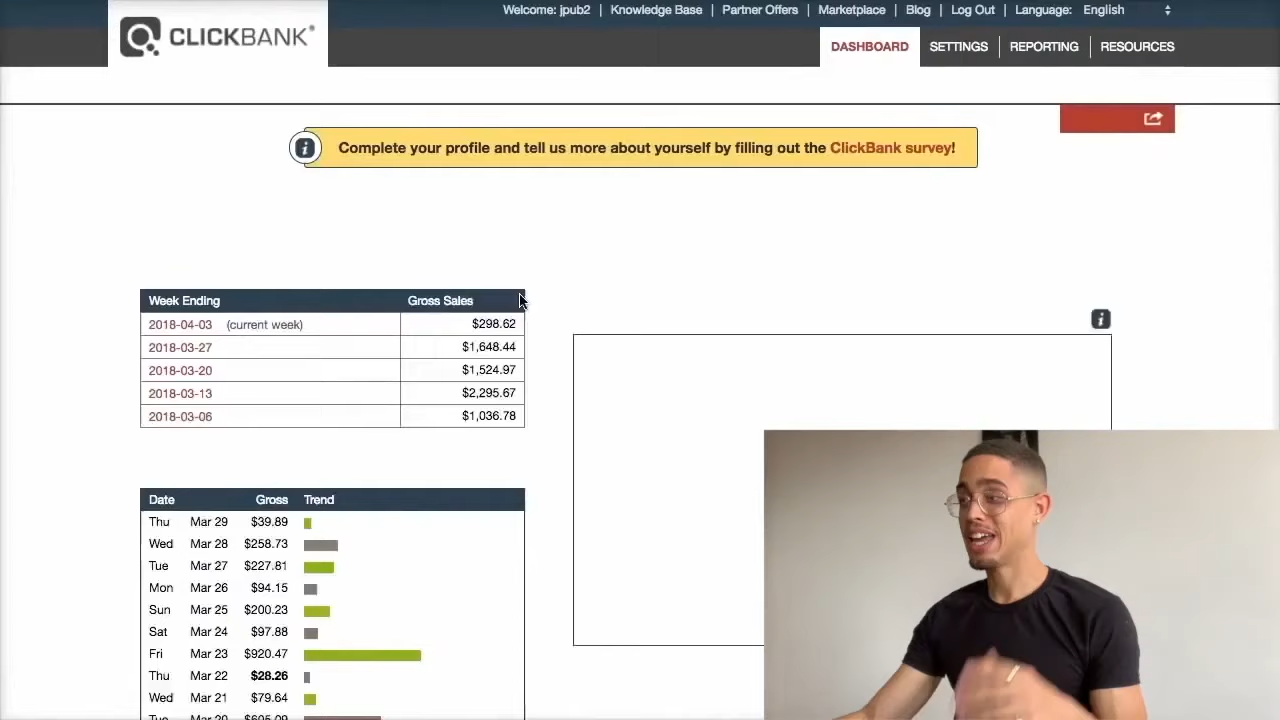 Welcome: jpub2 | Knowledge Base | Partner Offers | Marketplace | Blog | Log Out | Language: English
CLICKBANK®
DASHBOARD SETTINGS REPORTING RESOURCES
Complete your profile and tell us more about yourself by filling out the ClickBank survey!
Week Ending Gross Sales
2018-04-03 (current week) $298.62
2018-03-27 $1,648.44
2018-03-20 $1,524.97
2018-03-13 $2,295.67
2018-03-06 $1,036.78
Date Gross Trend
Thu Mar 29 $39.89
Wed Mar 28 $258.73
Tue Mar 27 $227.81
Mon Mar 26 $94.15
Sun Mar 25 $200.23
Sat Mar 24 $97.88
Fri Mar 23 $920.47
Thu Mar 22 $28.26
Wed Mar 21 $79.64
Tue Mar 20 $605.09